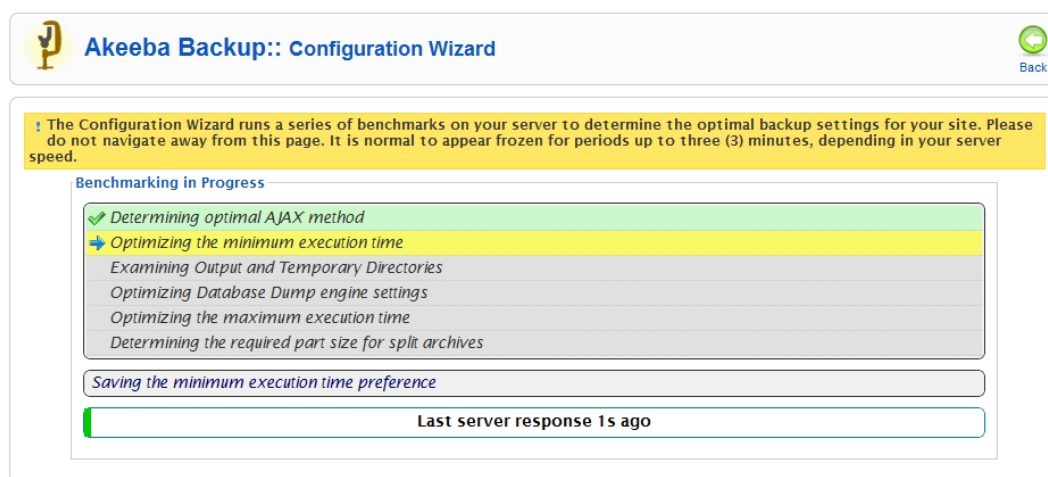 Akeeba Backup:: Configuration Wizard
Back
! The Configuration Wizard runs a series of benchmarks on your server to determine the optimal backup settings for your site. Please
do not navigate away from this page. It is normal to appear frozen for periods up to three (3) minutes, depending in your server
speed.
Benchmarking in Progress
Determining optimal AJAX method
Optimizing the minimum execution time
Examining Output and Temporary Directories
Optimizing Database Dump engine settings
Optimizing the maximum execution time
Determining the required part size for split archives
Saving the minimum execution time preference
Last server response 1s ago